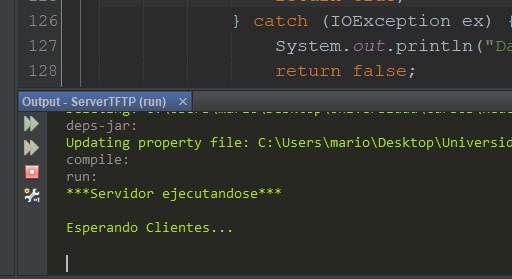 126 } catch (IOException ex) {
127 System.out.println("Da
128 return false;
Output - ServerTFTP (run) ×
deps-jar:
Updating property file: C:\Users\mario\Desktop\Universid
compile:
run:
***Servidor ejecutandose***
Esperando Clientes...